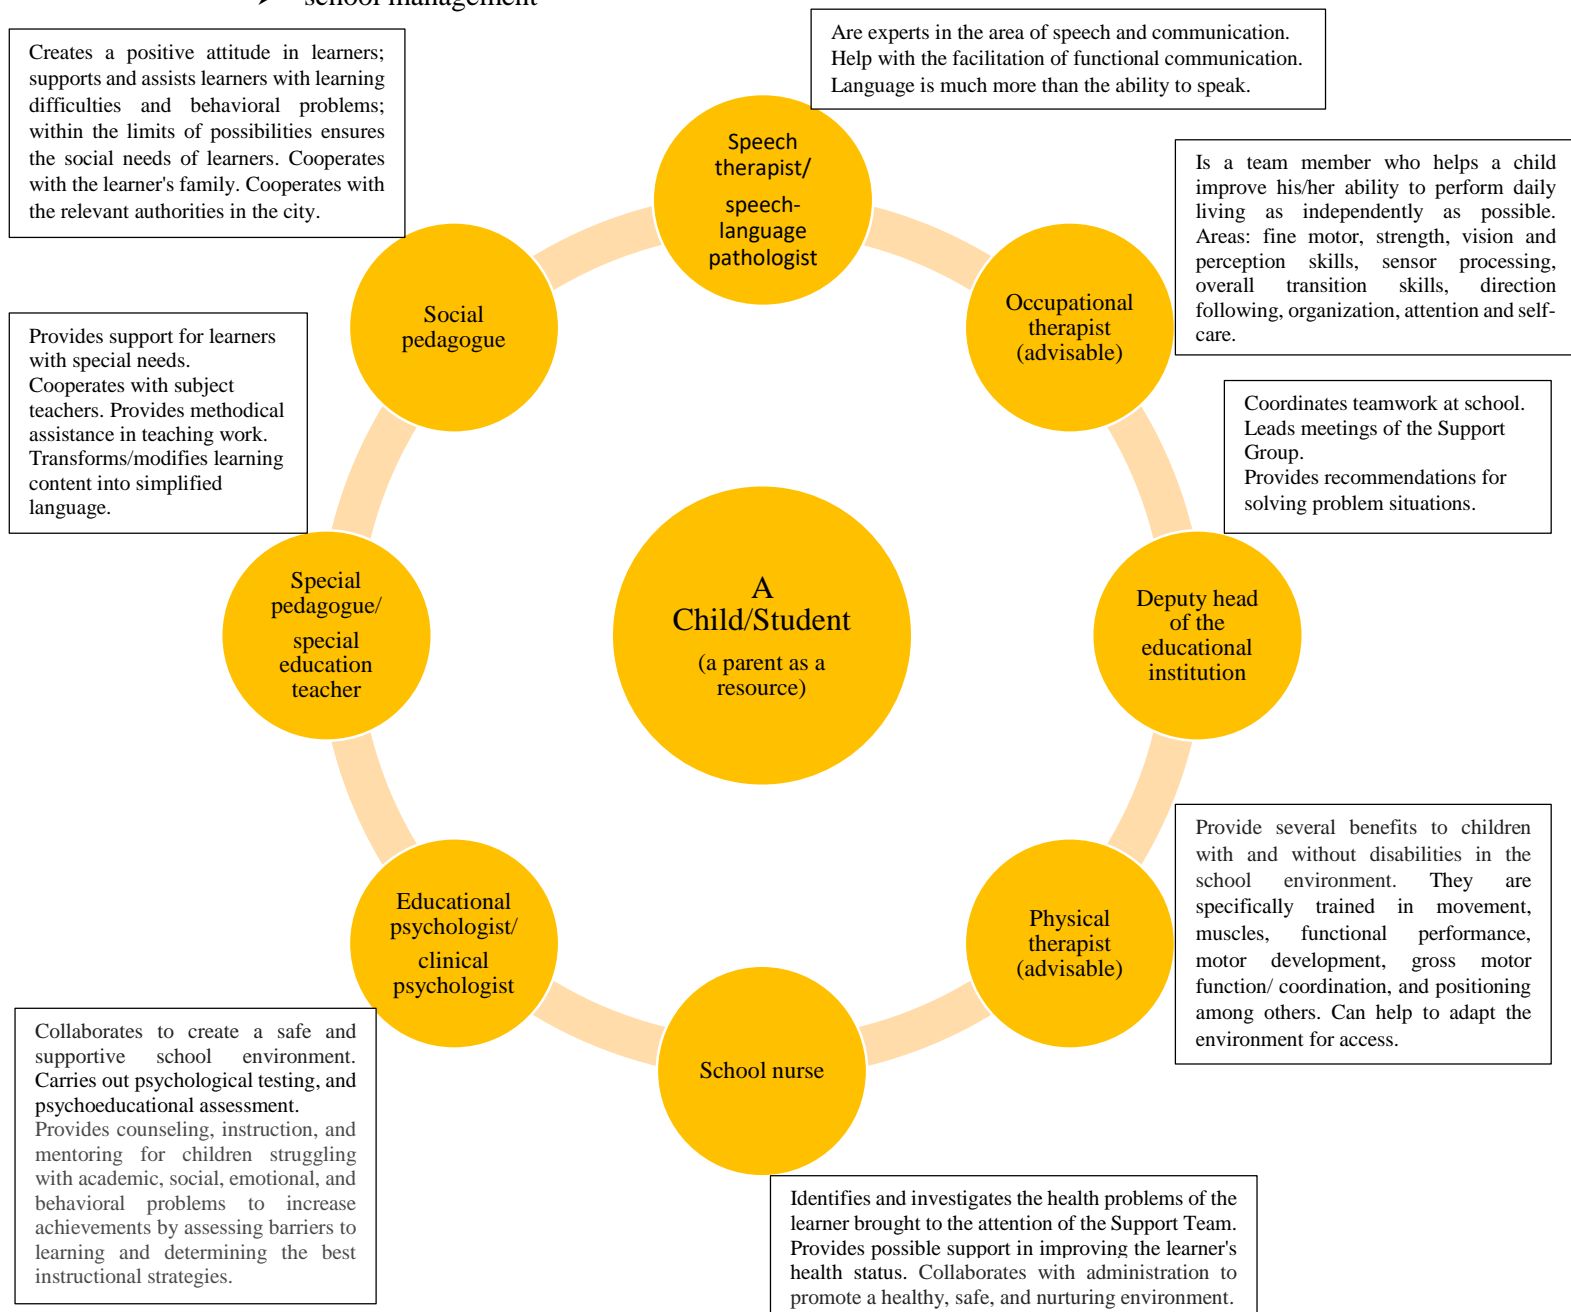 ➢ school management
Creates a positive attitude in learners;
supports and assists learners with learning
difficulties and behavioral problems;
within the limits of possibilities ensures
the social needs of learners. Cooperates
with the learner's family. Cooperates with
the relevant authorities in the city.
Are experts in the area of speech and communication.
Help with the facilitation of functional communication.
Language is much more than the ability to speak.
Speech
therapist/
speech-
language
pathologist
Is a team member who helps a child
improve his/her ability to perform daily
living as independently as possible.
Areas: fine motor, strength, vision and
perception skills, sensor processing,
overall transition skills, direction
following, organization, attention and self-
care.
Social
pedagogue
Occupational
therapist
(advisable)
Provides support for learners
with special needs.
Cooperates with subject
teachers. Provides methodical
assistance in teaching work.
Transforms/modifies learning
content into simplified
language.
Coordinates teamwork at school.
Leads meetings of the Support
Group.
Provides recommendations for
solving problem situations.
Special
pedagogue/
special
education
teacher
A
Child/Student
(a parent as a
resource)
Deputy head
of the
educational
institution
Provide several benefits to children
with and without disabilities in the
school environment. They are
specifically trained in movement,
muscles, functional performance,
motor development, gross motor
function/ coordination, and positioning
among others. Can help to adapt the
environment for access.
Educational
psychologist/
clinical
psychologist
Physical
therapist
(advisable)
Collaborates to create a safe and
supportive school environment.
Carries out psychological testing, and
psychoeducational assessment.
Provides counseling, instruction, and
mentoring for children struggling
with academic, social, emotional, and
behavioral problems to increase
achievements by assessing barriers to
learning and determining the best
instructional strategies.
School nurse
Identifies and investigates the health problems of the
learner brought to the attention of the Support Team.
Provides possible support in improving the learner's
health status. Collaborates with administration to
promote a healthy, safe, and nurturing environment.